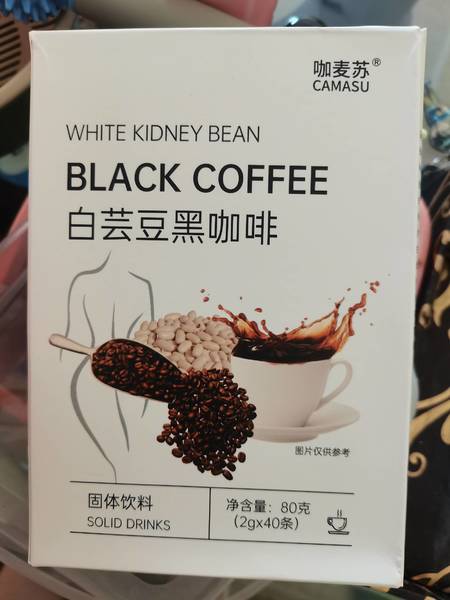 咖麦苏®
CAMASU
WHITE KIDNEY BEAN
BLACK COFFEE
白芸豆黑咖啡
图片仅供参考
固体饮料
SOLID DRINKS
净含量：80克
（2gx40条）